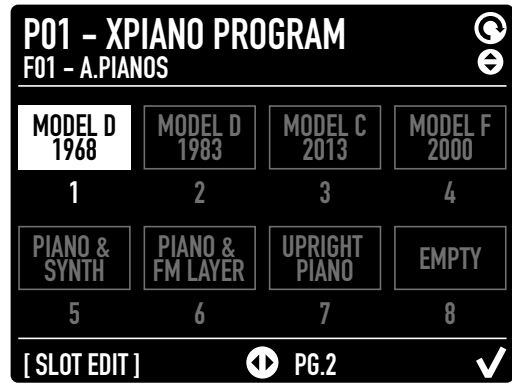 P01 - XPIANO PROGRAM
F01 - A.PIANOS
MODEL D
1968
MODEL D
1983
MODEL C
2013
MODEL F
2000
1
2
3
4
PIANO &
SYNTH
PIANO &
FM LAYER
UPRIGHT
PIANO
EMPTY
5
6
7
8
[ SLOT EDIT ]
PG.2